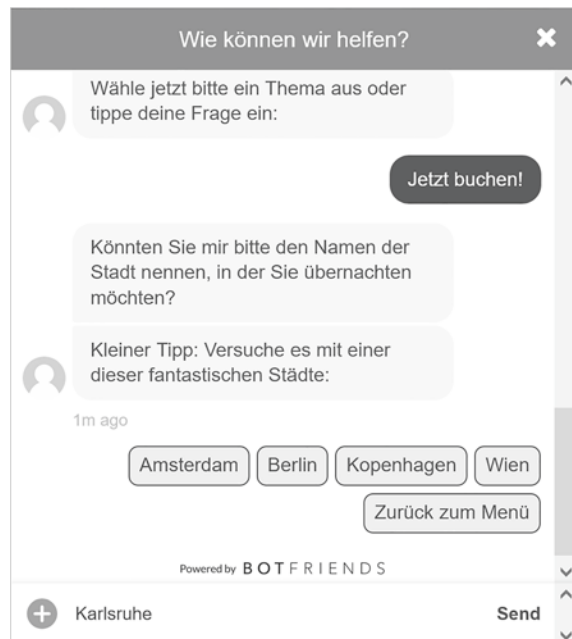 Wie können wir helfen?
Wähle jetzt bitte ein Thema aus oder
tippe deine Frage ein:
Jetzt buchen!
Könnten Sie mir bitte den Namen der
Stadt nennen, in der Sie übernachten
möchten?
Kleiner Tipp: Versuche es mit einer
dieser fantastischen Städte:
1m ago
Amsterdam Berlin Kopenhagen Wien
Zurück zum Menü
Powered by BOTFRIENDS
Karlsruhe Send